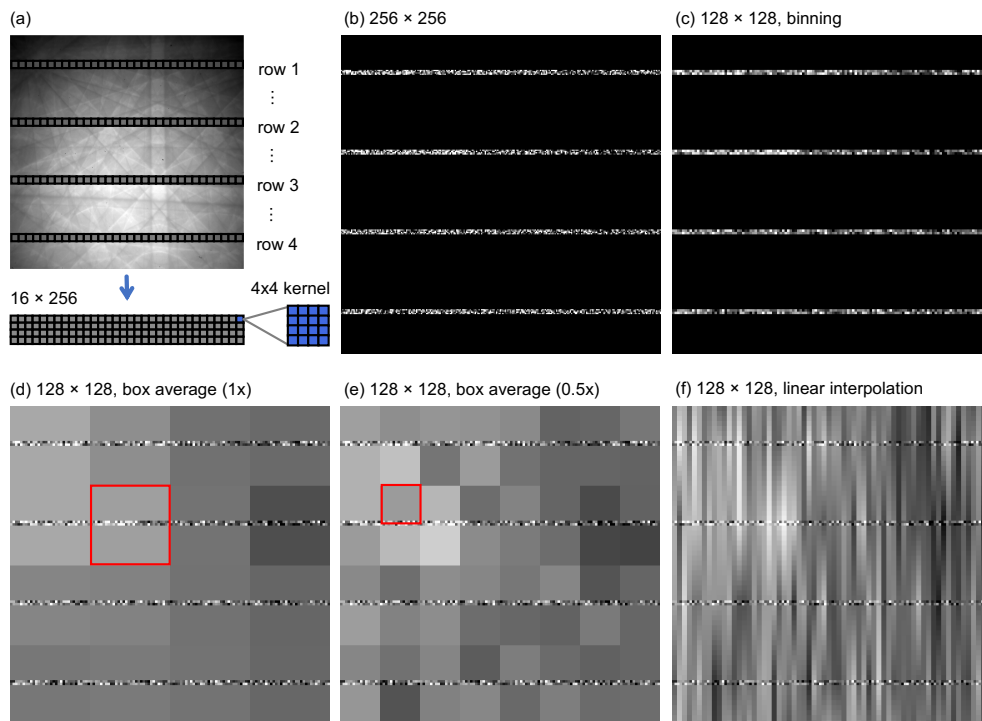 (a)
(b) 256 × 256
(c) 128 × 128, binning
row 1
⋮
row 2
⋮
row 3
⋮
row 4
16 × 256
4x4 kernel
(d) 128 × 128, box average (1x)
(e) 128 × 128, box average (0.5x)
(f) 128 × 128, linear interpolation